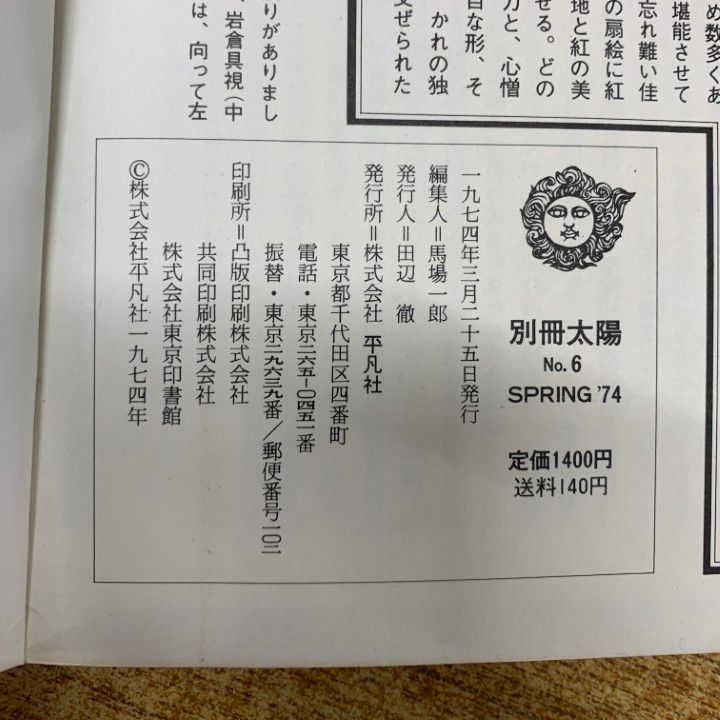 め数多くあ
堪能させて
忘れ難い佳
の扇絵に紅
地と紅の美
せる。どの
力と、心憎
な形、そ
かれの独
ぜられた
りがありまし
、岩倉具視(中
は、向って左
別冊太陽
No.6
SPRING '74
定価1400円
送料140円
一九七四年三月二十五日発行
編集人=馬場一郎
発行人=田辺 徹
発行所=株式会社 平凡社
東京都千代田区四番町
電話・東京二六五-〇四五一番
振替・東京二九六三九番/郵便番号一〇二
印刷所=凸版印刷株式会社
共同印刷株式会社
株式会社東京印書館
©株式会社平凡社一九七四年